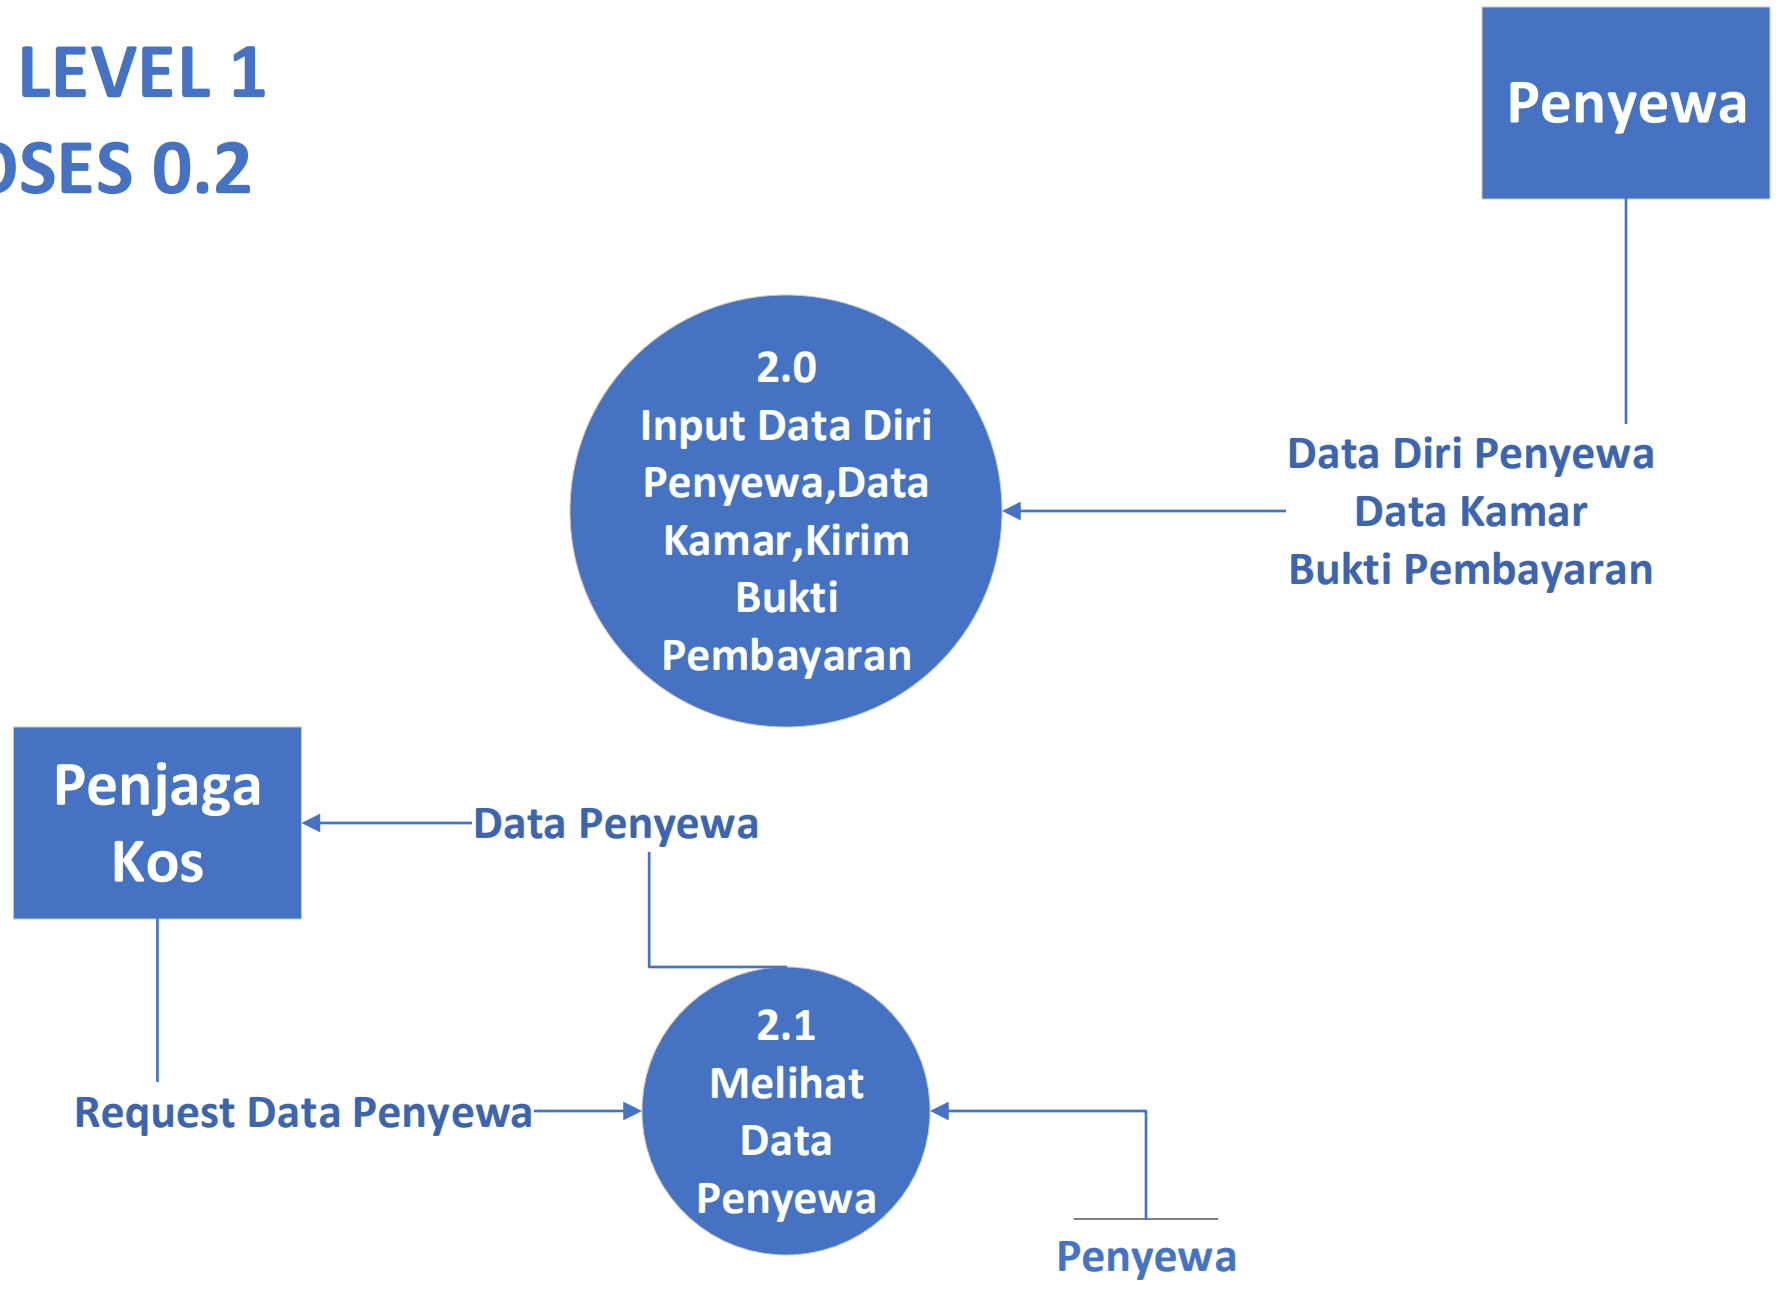 LEVEL 1
OSES 0.2
Penyewa
2.0
Input Data Diri
Penyewa,Data
Kamar,Kirim
Bukti
Pembayaran
Data Diri Penyewa
Data Kamar
Bukti Pembayaran
Penjaga
Kos
Data Penyewa
2.1
Melihat
Data
Penyewa
Request Data Penyewa
Penyewa